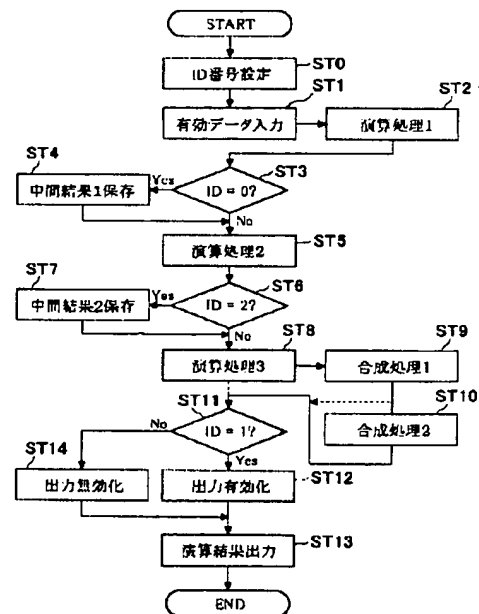 START
ST0
ID番号設定
ST1
有効データ入力
ST2
演算処理1
ST3
ID = 0?
Yes
ST4
中間結果1保存
No
ST5
演算処理2
ST6
ID = 2?
Yes
ST7
中間結果2保存
No
ST8
演算処理3
ST9
合成処理1
ST10
合成処理2
ST11
ID = 1?
No
Yes
ST14
出力無効化
ST12
出力有効化
ST13
演算結果出力
END